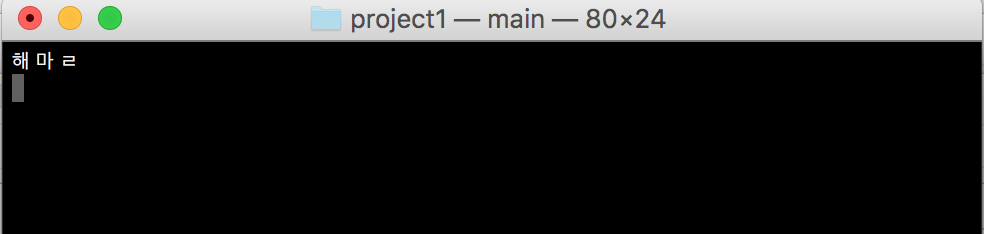 project1 — main — 80×24
해 마 ㄹ